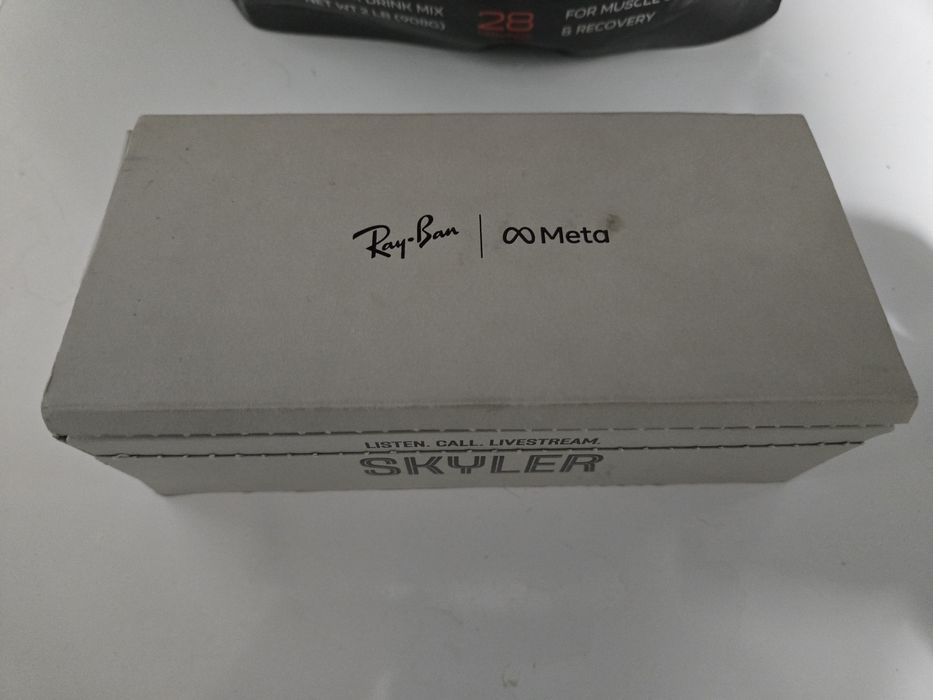 DRINK MIX
NET WT 2 LB (908G)
28
FOR MUSCLE
& RECOVERY
Ray-Ban | Meta
LISTEN. CALL. LIVESTREAM.
SKYLER